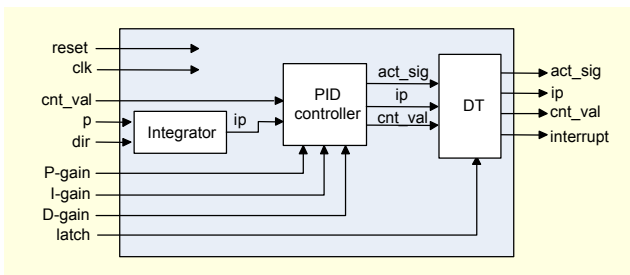 reset
clk
cnt_val
p
dir
P-gain
I-gain
D-gain
latch
Integrator
ip
PID
controller
act_sig
ip
cnt_val
DT
act_sig
ip
cnt_val
interrupt